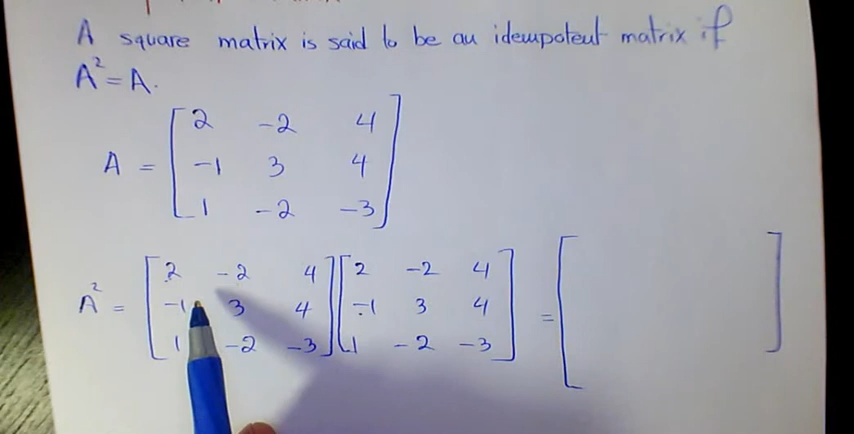 A square matrix is said to be an idempotent matrix if
A² = A.
A = [ 2 -2 4
-1 3 4
1 -2 -3 ]
A² = [ 2 -2 4 ] [ 2 -2 4 ] = [ ]
-1 3 4 -1 3 4
1 -2 -3 1 -2 -3